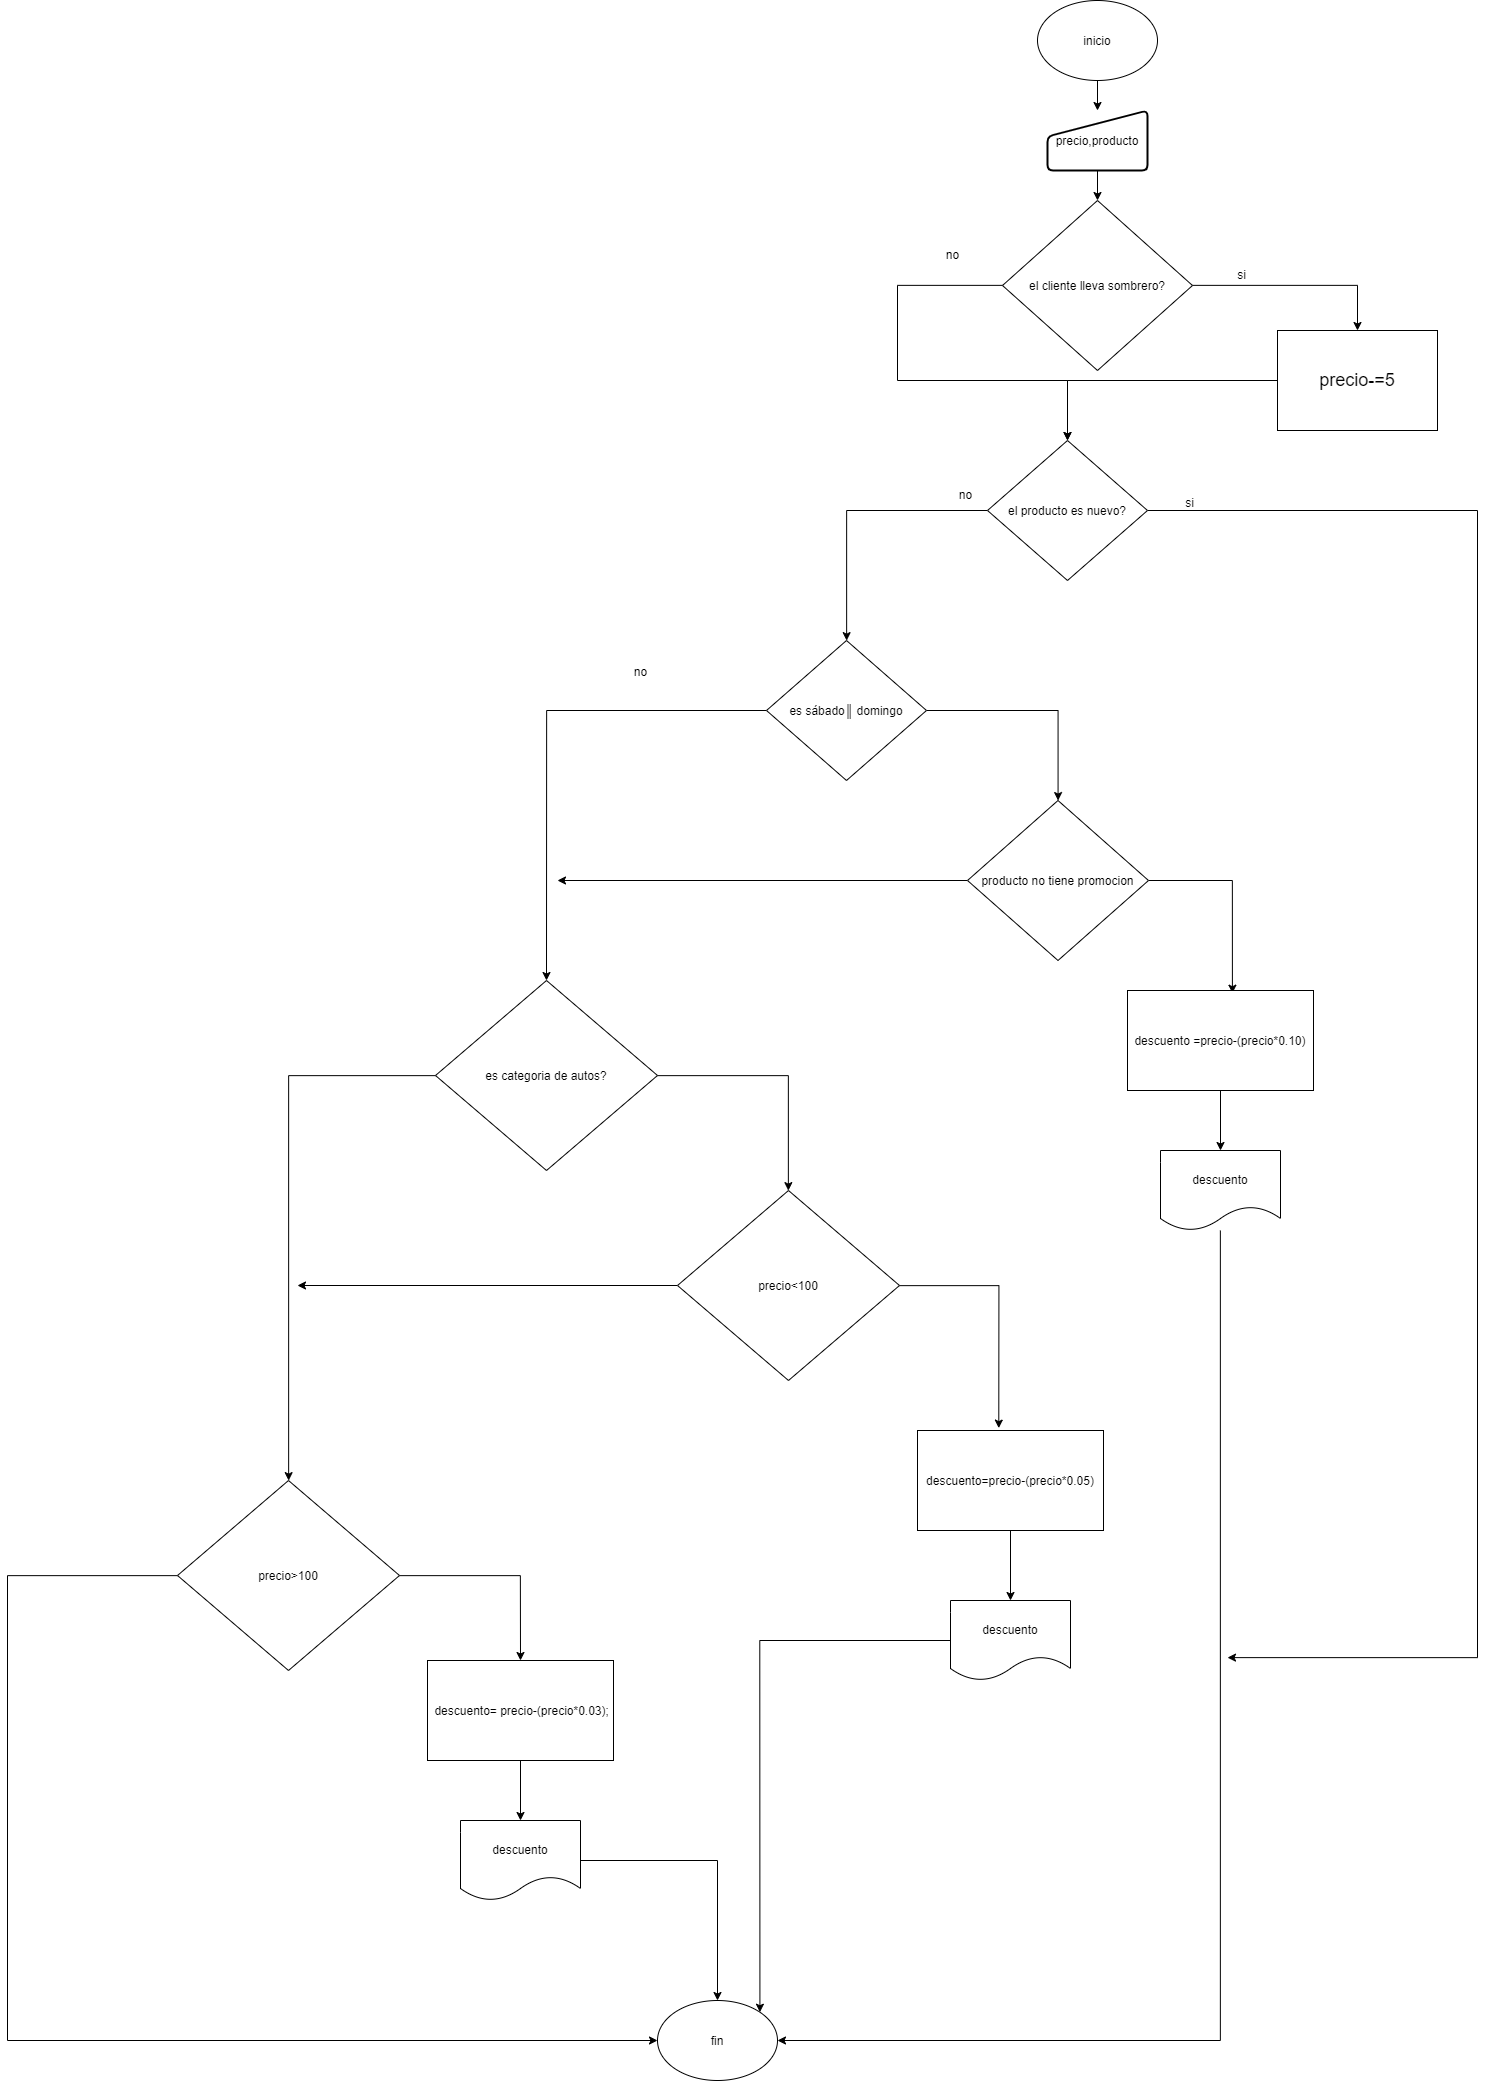 inicio
precio,producto
no
si
el cliente lleva sombrero?
precio-=5
no
si
el producto es nuevo?
no
es sábado║ domingo
producto no tiene promocion
descuento =precio-(precio*0.10)
es categoria de autos?
descuento
precio<100
descuento=precio-(precio*0.05)
precio>100
descuento
descuento= precio-(precio*0.03);
descuento
fin